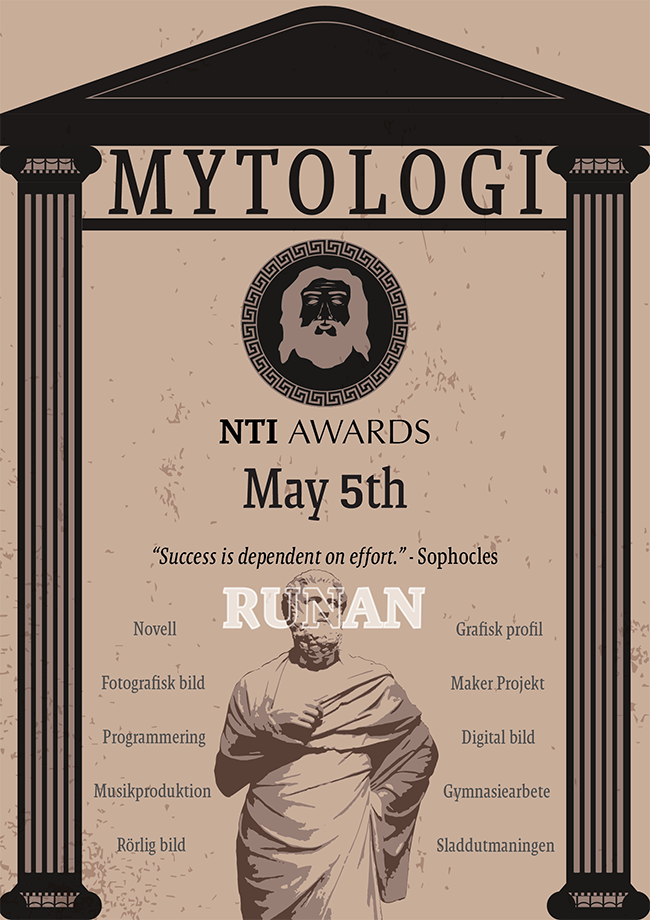 MYTOLOGI
NTI AWARDS
May 5th
“Success is dependent on effort.” - Sophocles
RUNAN
Novell
Grafisk profil
Fotografisk bild
Maker Projekt
Programmering
Digital bild
Musikproduktion
Gymnasiearbete
Rörlig bild
Sladdutmaningen